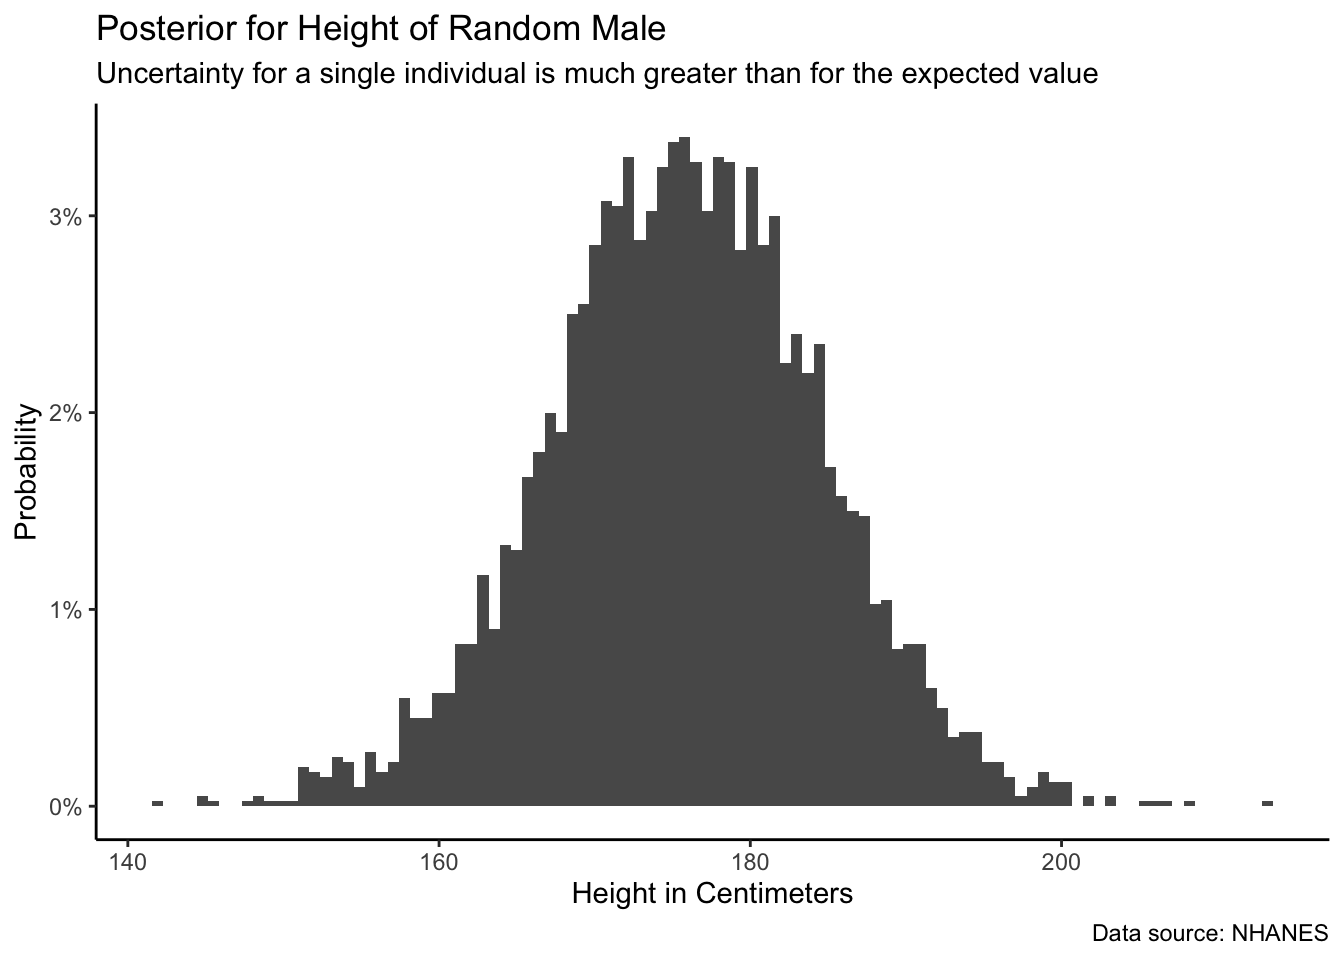 Posterior for Height of Random Male
Uncertainty for a single individual is much greater than for the expected value
Probability
3%
2%
1%
0%
140 160 180 200
Height in Centimeters
Data source: NHANES